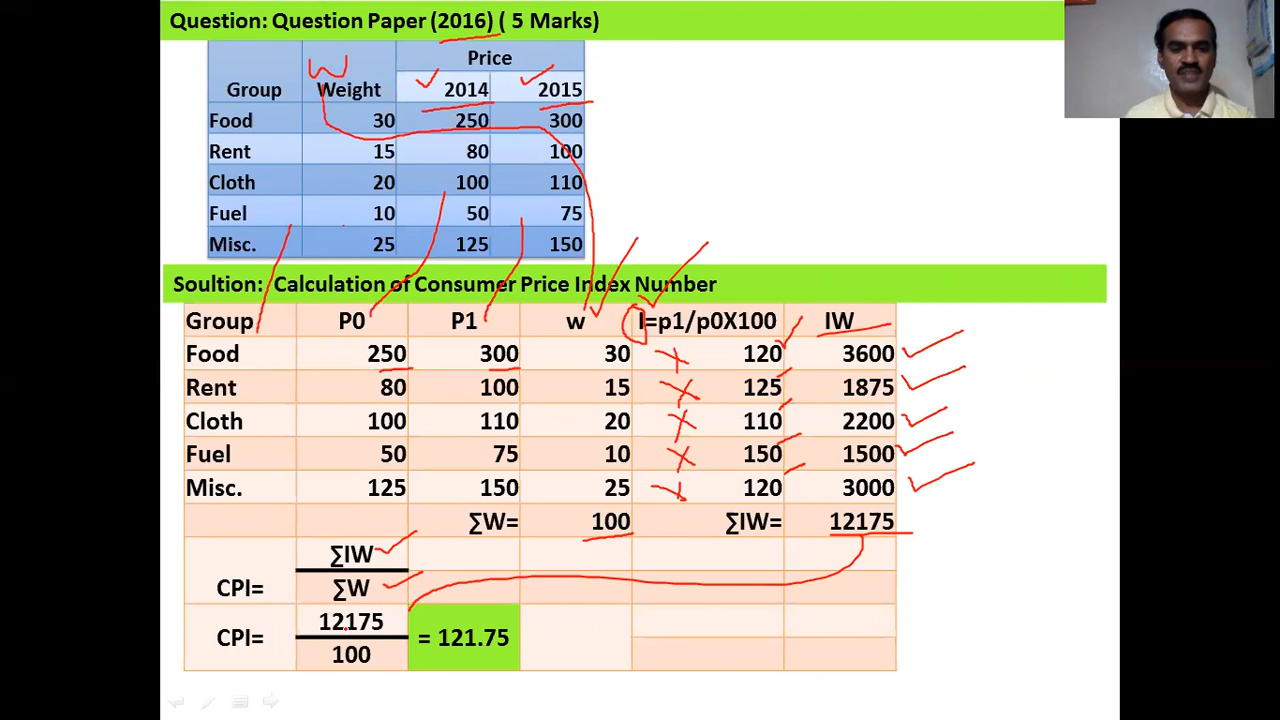 Question: Question Paper (2016) ( 5 Marks)
Price
Group W Weight 2014 2015
Food 30 250 300
Rent 15 80 100
Cloth 20 100 110
Fuel 10 50 75
Misc. 25 125 150
Soultion: Calculation of Consumer Price Index Number
Group P0 P1 w I=p1/p0X100 IW
Food 250 300 30 × 120 3600
Rent 80 100 15 × 125 1875
Cloth 100 110 20 × 110 2200
Fuel 50 75 10 × 150 1500
Misc. 125 150 25 × 120 3000
∑W= 100 ∑IW= 12175
∑IW
CPI= ∑W
12175
CPI= = 121.75
100